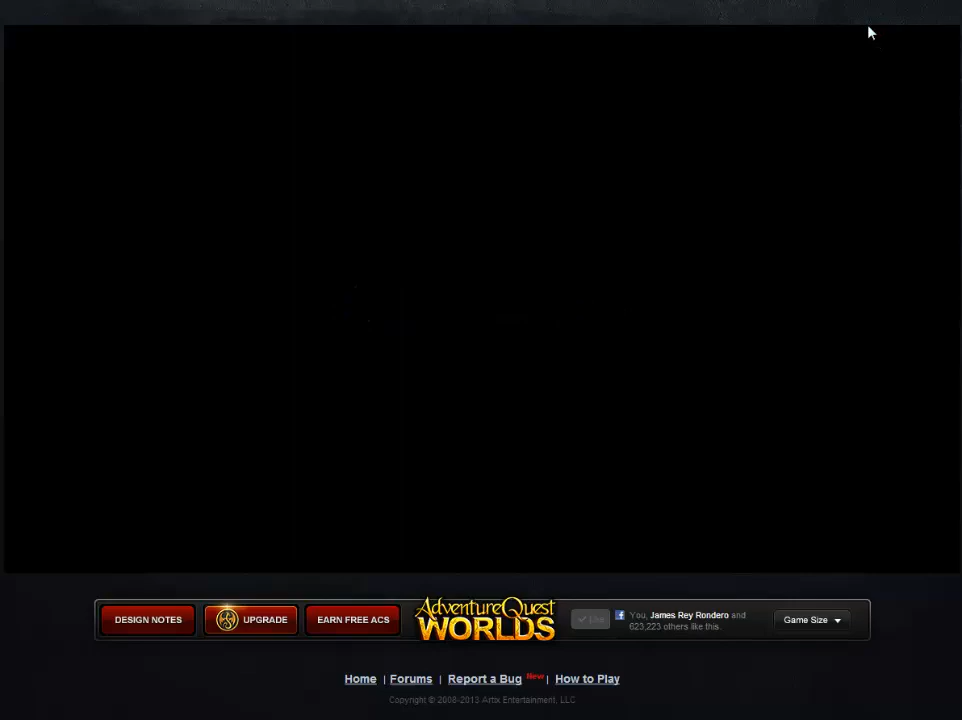 DESIGN NOTES
UPGRADE
EARN FREE ACS
AdventureQuest
WORLDS
Like
You, James Rey Rondero and
623,223 others like this.
Game Size
Home | Forums | Report a Bug New | How to Play
Copyright © 2008-2013 Artix Entertainment, LLC